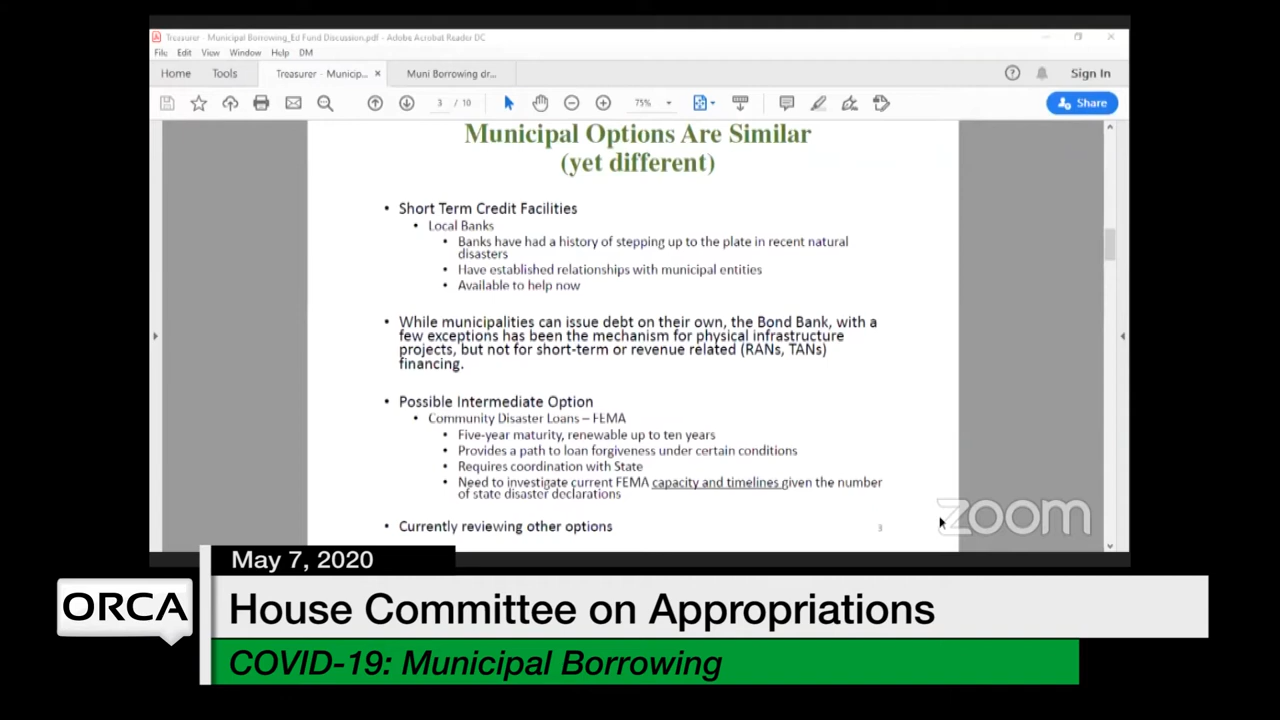 Treasurer - Municipal Borrowing_Ed Fund Discussion.pdf - Adobe Acrobat Reader DC
File Edit View Window Help DM
Home Tools Treasurer - Municip... × Muni Borrowing dr... Sign In
3 / 10 75% Share
Municipal Options Are Similar
(yet different)
• Short Term Credit Facilities
• Local Banks
• Banks have had a history of stepping up to the plate in recent natural
disasters
• Have established relationships with municipal entities
• Available to help now
• While municipalities can issue debt on their own, the Bond Bank, with a
few exceptions has been the mechanism for physical infrastructure
projects, but not for short-term or revenue related (RANs, TANs)
financing.
• Possible Intermediate Option
• Community Disaster Loans – FEMA
• Five-year maturity, renewable up to ten years
• Provides a path to loan forgiveness under certain conditions
• Requires coordination with State
• Need to investigate current FEMA capacity and timelines given the number
of state disaster declarations
• Currently reviewing other options
3
zoom
May 7, 2020
ORCA
House Committee on Appropriations
COVID-19: Municipal Borrowing